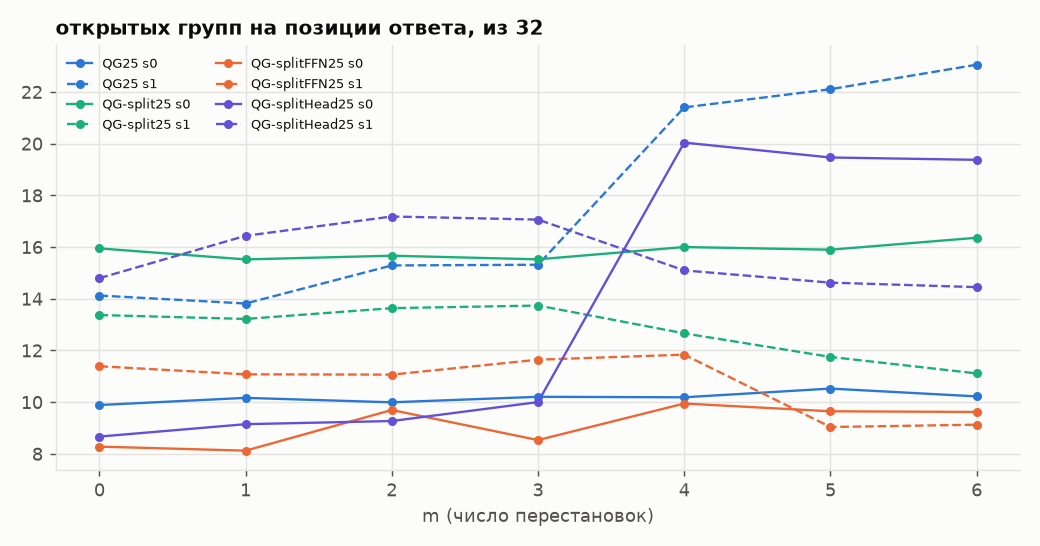 открытых групп на позиции ответа, из 32
QG25 s0
QG25 s1
QG-split25 s0
QG-split25 s1
QG-splitFFN25 s0
QG-splitFFN25 s1
QG-splitHead25 s0
QG-splitHead25 s1
22
20
18
16
14
12
10
8
0 1 2 3 4 5 6
m (число перестановок)